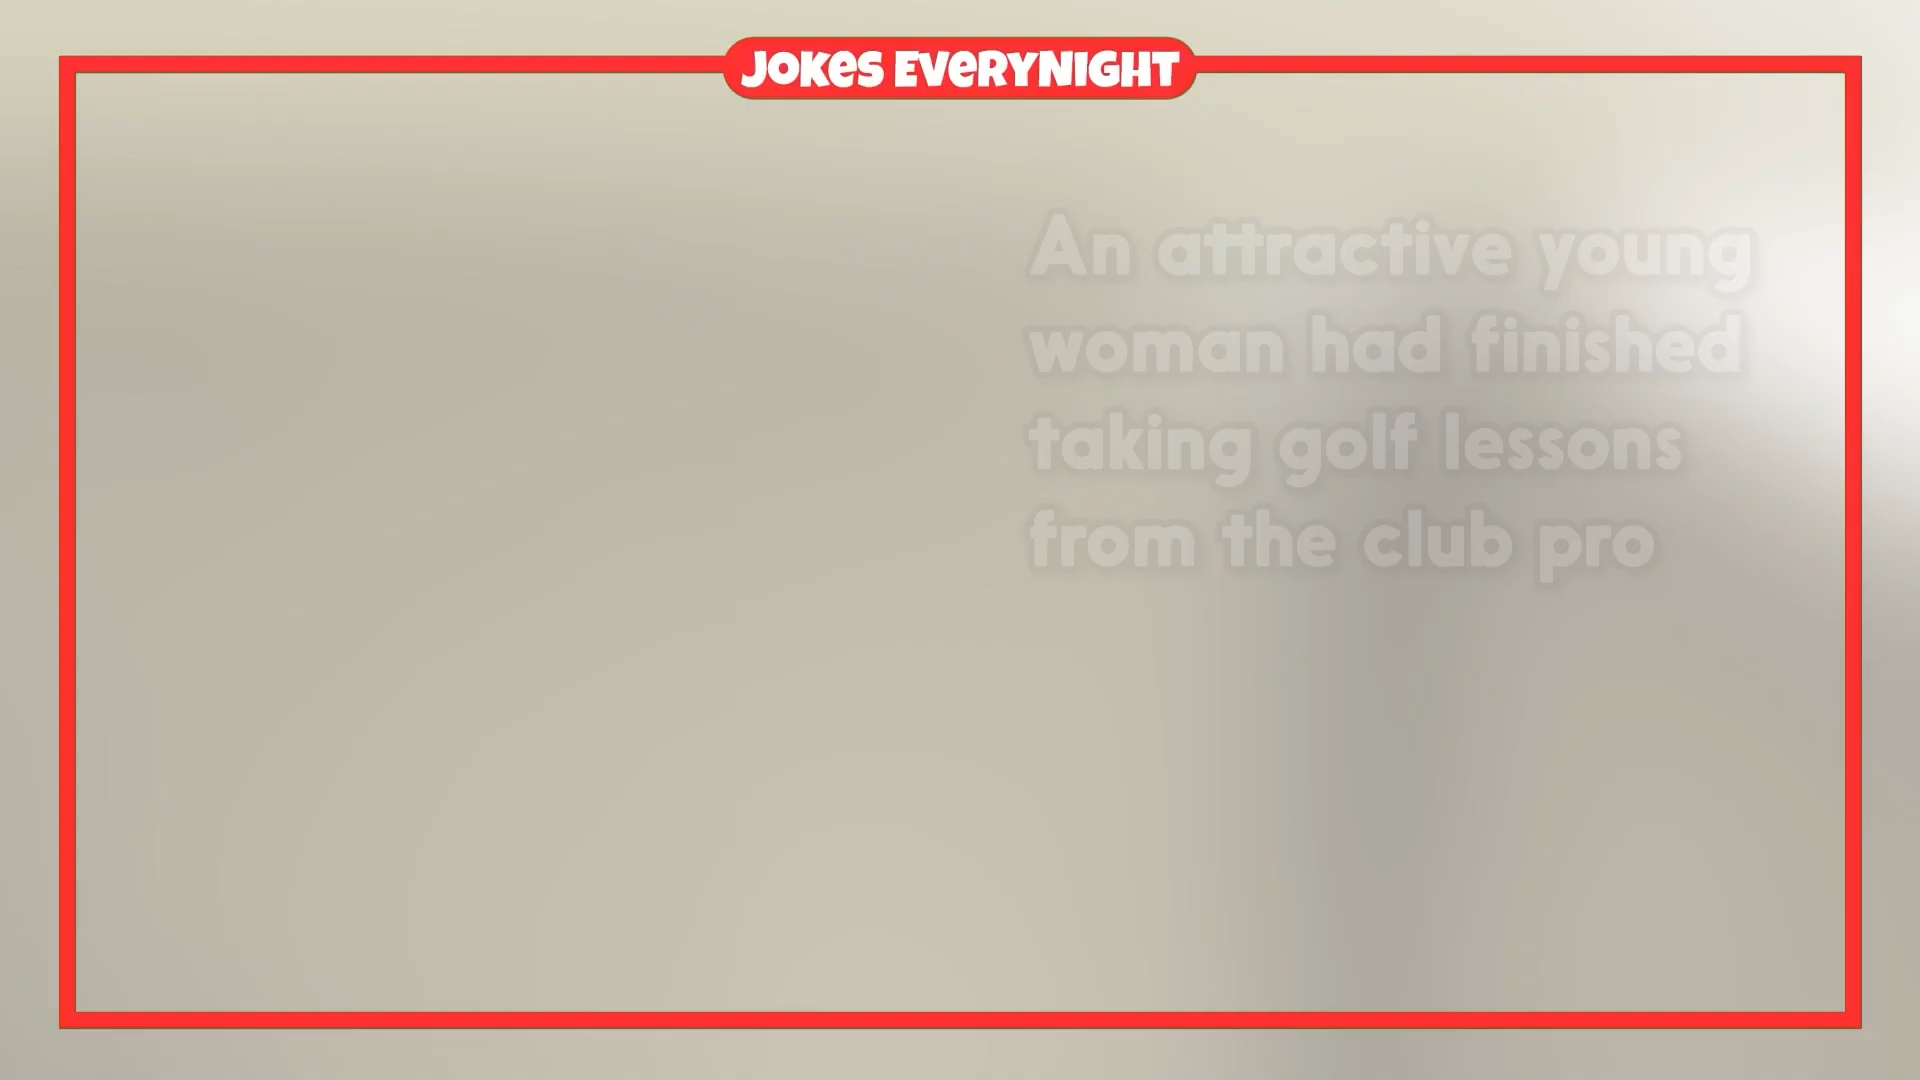 JOKES EVERYNIGHT
An attractive young
woman had finished
taking golf lessons
from the club pro